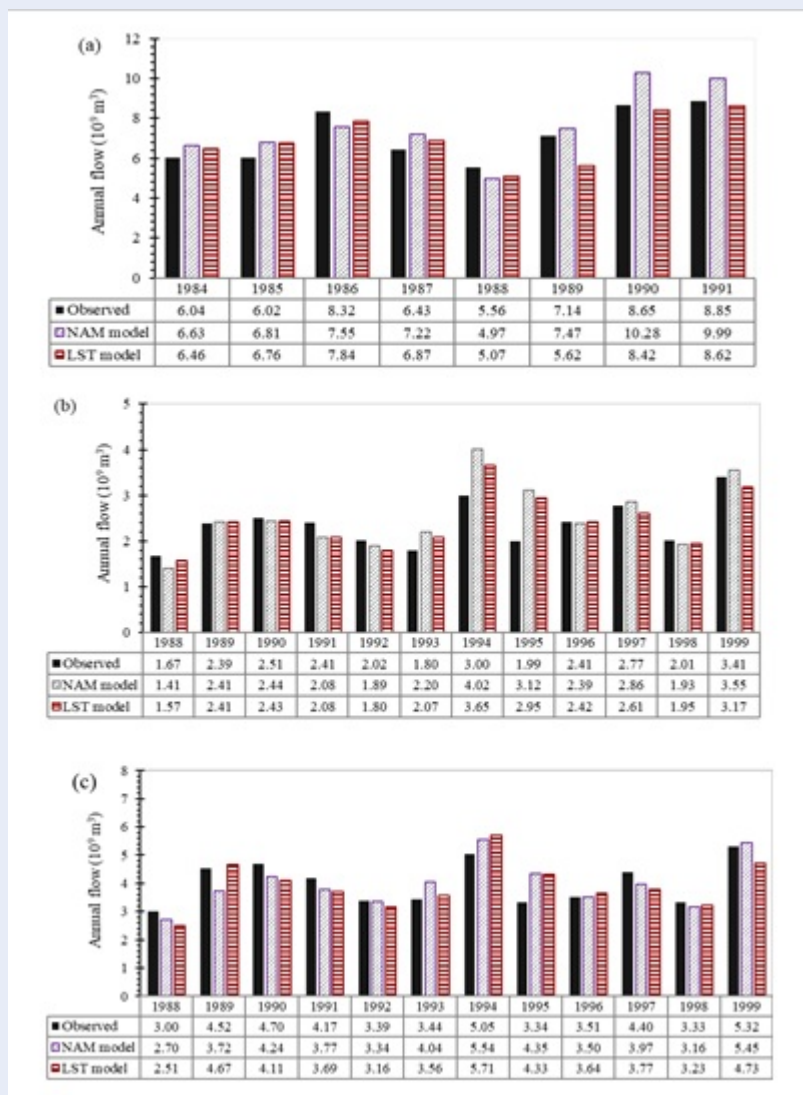 (a)
Annual flow (10⁹ m³)
12
10
8
6
4
2
0
1984 1985 1986 1987 1988 1989 1990 1991
Observed 6.04 6.02 8.32 6.43 5.56 7.14 8.65 8.85
NAM model 6.63 6.81 7.55 7.22 4.97 7.47 10.28 9.99
LST model 6.46 6.76 7.84 6.87 5.07 5.62 8.42 8.62
(b)
Annual flow (10⁹ m³)
5
4
3
2
1
0
1988 1989 1990 1991 1992 1993 1994 1995 1996 1997 1998 1999
Observed 1.67 2.39 2.51 2.41 2.02 1.80 3.00 1.99 2.41 2.77 2.01 3.41
NAM model 1.41 2.41 2.44 2.08 1.89 2.20 4.02 3.12 2.39 2.86 1.93 3.55
LST model 1.57 2.41 2.43 2.08 1.80 2.07 3.65 2.95 2.42 2.61 1.95 3.17
(c)
Annual flow (10⁹ m³)
8
7
6
5
4
3
2
1
0
1988 1989 1990 1991 1992 1993 1994 1995 1996 1997 1998 1999
Observed 3.00 4.52 4.70 4.17 3.39 3.44 5.05 3.34 3.51 4.40 3.33 5.32
NAM model 2.70 3.72 4.24 3.77 3.34 4.04 5.54 4.35 3.50 3.97 3.16 5.45
LST model 2.51 4.67 4.11 3.69 3.16 3.56 5.71 4.33 3.64 3.77 3.23 4.73